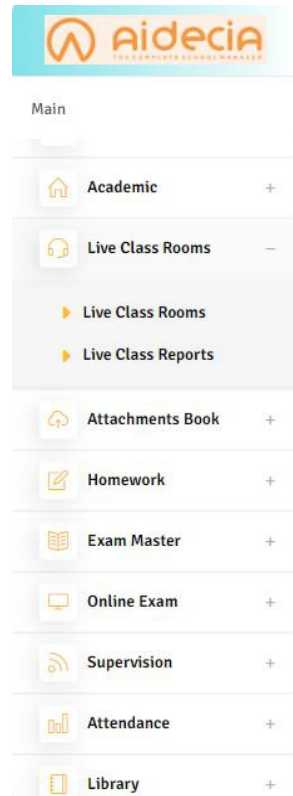 aidecia
THE COMPLETE SCHOOL MANAGER
Main
Academic +
Live Class Rooms −
Live Class Rooms
Live Class Reports
Attachments Book +
Homework +
Exam Master +
Online Exam +
Supervision +
Attendance +
Library +